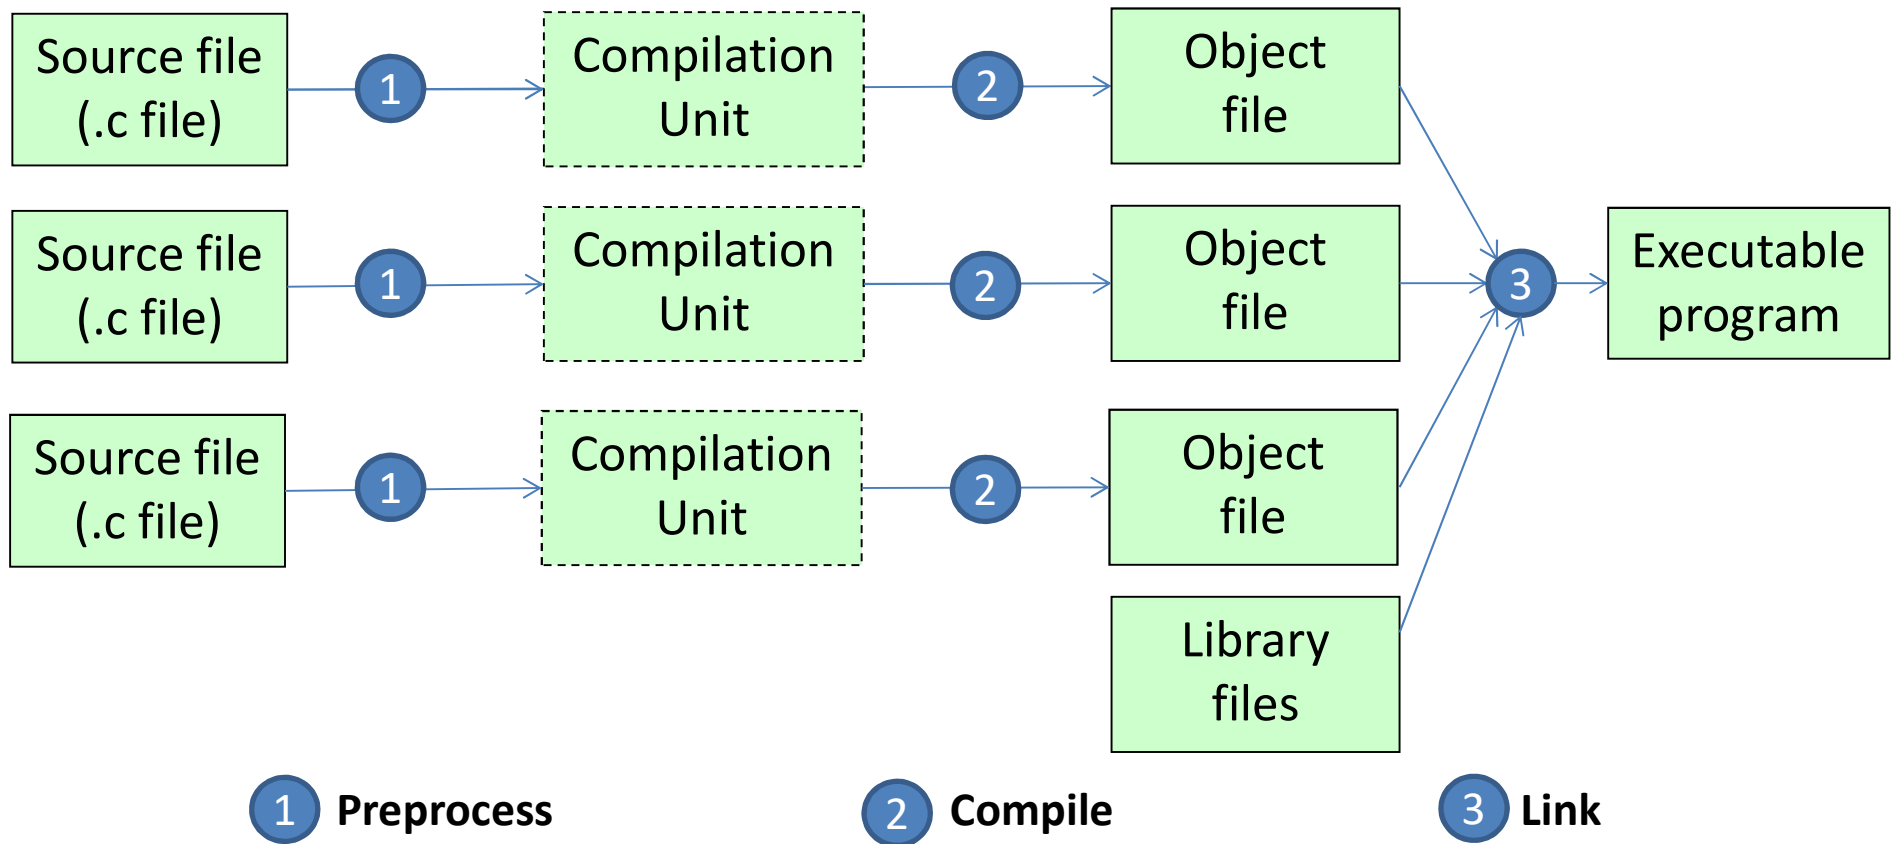 Source file
(.c file)
1
Compilation
Unit
2
Object
file
Source file
(.c file)
1
Compilation
Unit
2
Object
file
3
Executable
program
Source file
(.c file)
1
Compilation
Unit
2
Object
file
Library
files
1 Preprocess
2 Compile
3 Link